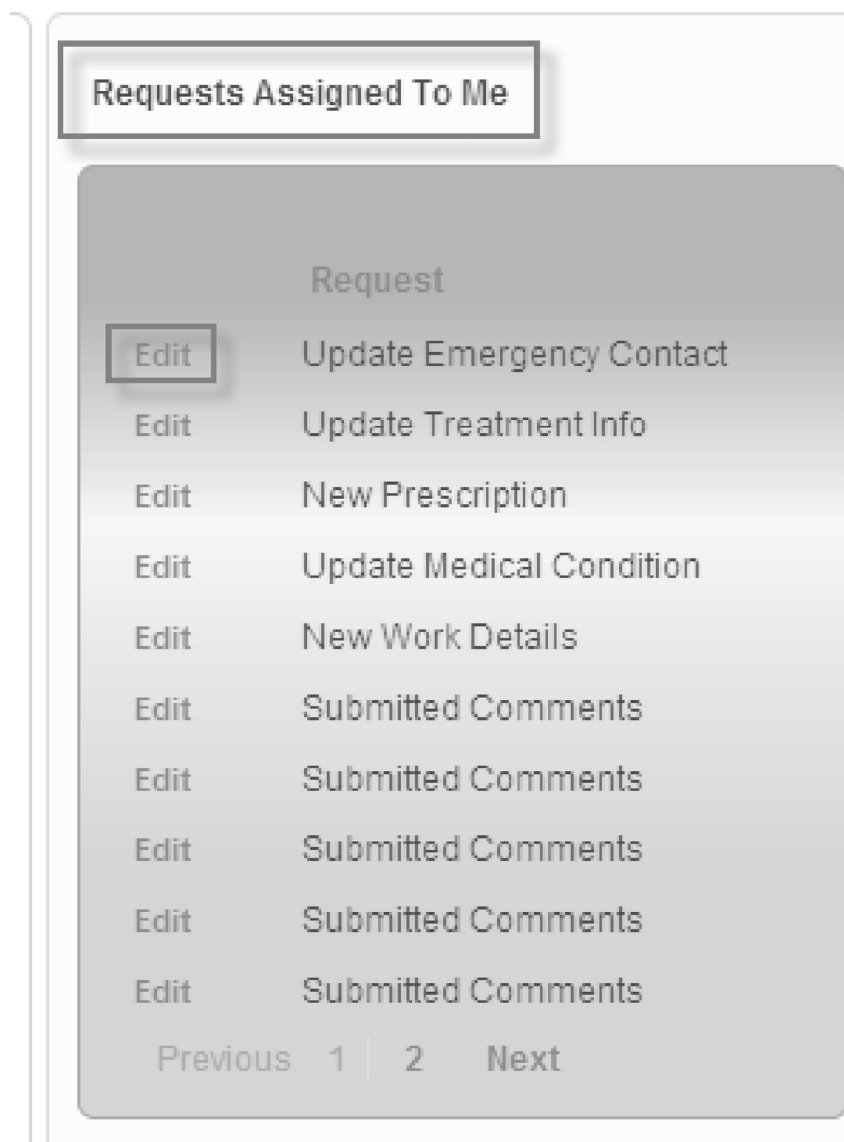 Requests Assigned To Me
Request
Edit Update Emergency Contact
Edit Update Treatment Info
Edit New Prescription
Edit Update Medical Condition
Edit New Work Details
Edit Submitted Comments
Edit Submitted Comments
Edit Submitted Comments
Edit Submitted Comments
Edit Submitted Comments
Previous 1 2 Next